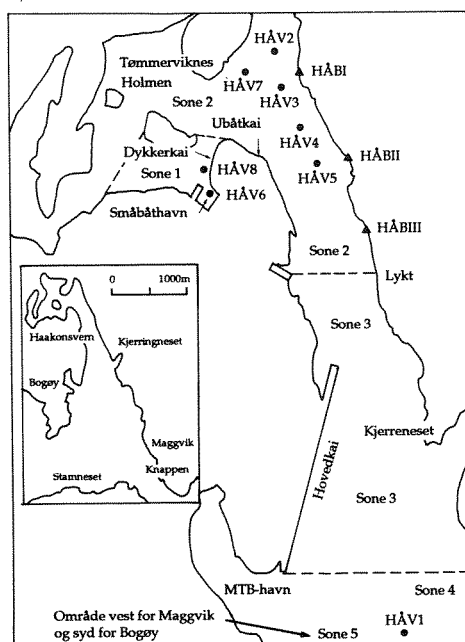 HÅV2
Tømmerviknes
Holmen
HÅBI
HÅV7
HÅV3
Sone 2
Ubåtkai
HÅV4
Dykkerkai
HÅV8
HÅV5
HÅBII
Sone 1
HÅV6
Småbåthavn
HÅBIII
Sone 2
Lykt
0 1000m
Sone 3
Haakonsvern
Kjerringneset
Bogøy
Kjerreneset
Maggvik
Knappen
Stamneset
Hovedkai
Sone 3
MTB-havn
Sone 4
Område vest for Maggvik
og syd for Bogøy
HÅV1
Sone 5